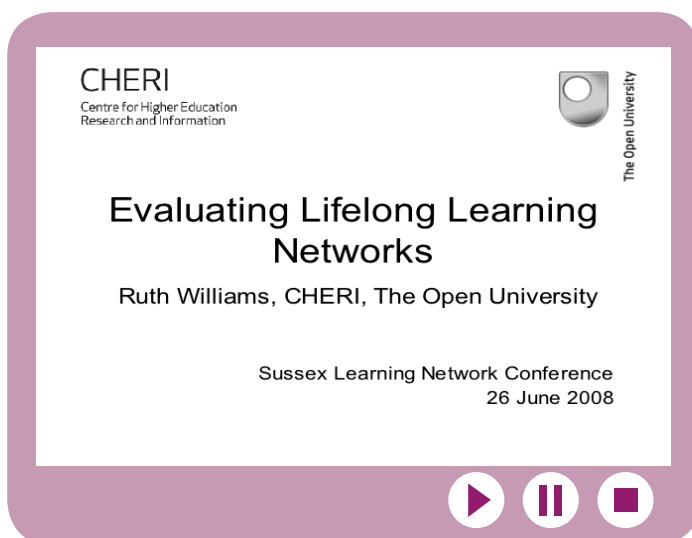 CHERI
Centre for Higher Education
Research and Information
The Open University
Evaluating Lifelong Learning
Networks
Ruth Williams, CHERI, The Open University
Sussex Learning Network Conference
26 June 2008